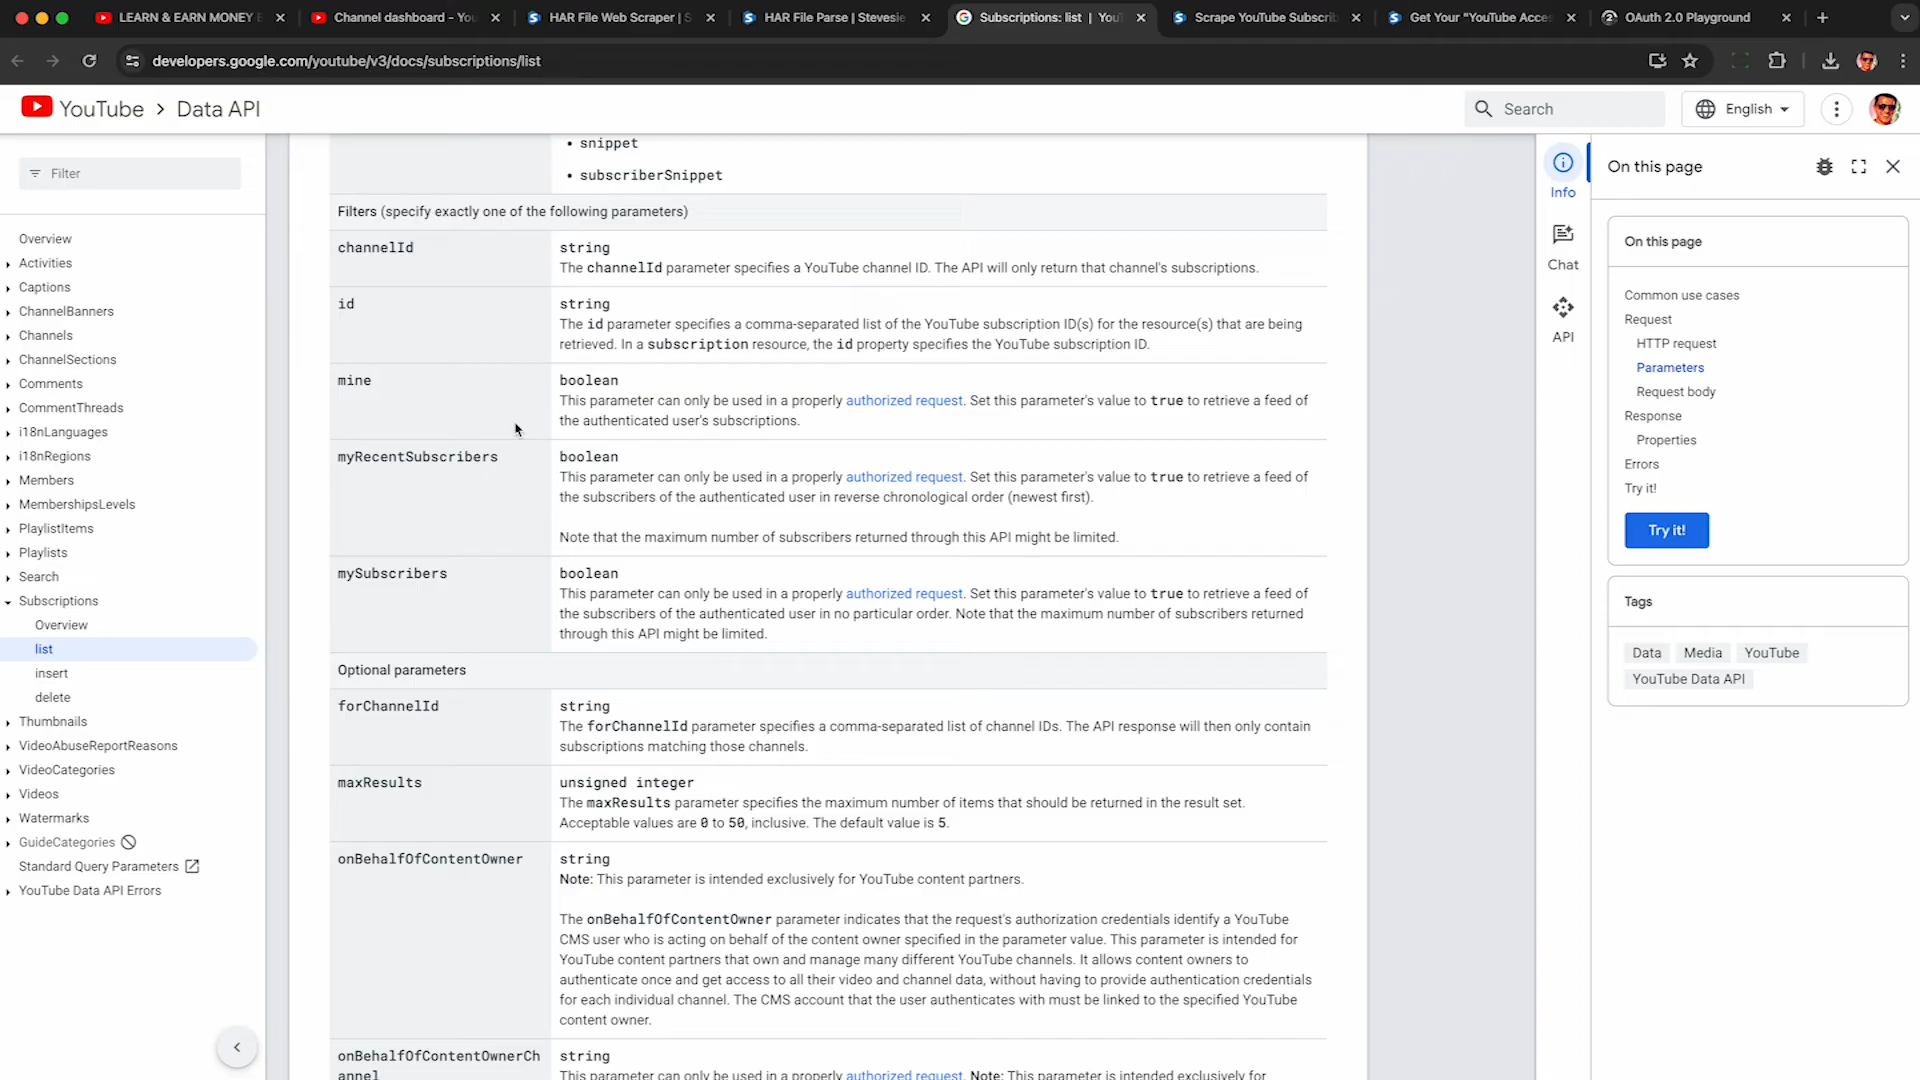 LEARN & EARN MONEY E
Channel dashboard - You
HAR File Web Scraper | S
HAR File Parse | Stevesie
Subscriptions: list | YouT
Scrape YouTube Subscrib
Get Your "YouTube Acces
OAuth 2.0 Playground
developers.google.com/youtube/v3/docs/subscriptions/list
YouTube > Data API
Search
English
Filter
Overview
Activities
Captions
ChannelBanners
Channels
ChannelSections
Comments
CommentThreads
i18nLanguages
i18nRegions
Members
MembershipsLevels
PlaylistItems
Playlists
Search
Subscriptions
Overview
list
insert
delete
Thumbnails
VideoAbuseReportReasons
VideoCategories
Videos
Watermarks
GuideCategories
Standard Query Parameters
YouTube Data API Errors
• snippet
• subscriberSnippet
Filters (specify exactly one of the following parameters)
channelId
string
The channelId parameter specifies a YouTube channel ID. The API will only return that channel's subscriptions.
id
string
The id parameter specifies a comma-separated list of the YouTube subscription ID(s) for the resource(s) that are being
retrieved. In a subscription resource, the id property specifies the YouTube subscription ID.
mine
boolean
This parameter can only be used in a properly authorized request. Set this parameter's value to true to retrieve a feed of
the authenticated user's subscriptions.
myRecentSubscribers
boolean
This parameter can only be used in a properly authorized request. Set this parameter's value to true to retrieve a feed of
the subscribers of the authenticated user in reverse chronological order (newest first).
Note that the maximum number of subscribers returned through this API might be limited.
mySubscribers
boolean
This parameter can only be used in a properly authorized request. Set this parameter's value to true to retrieve a feed of
the subscribers of the authenticated user in no particular order. Note that the maximum number of subscribers returned
through this API might be limited.
Optional parameters
forChannelId
string
The forChannelId parameter specifies a comma-separated list of channel IDs. The API response will then only contain
subscriptions matching those channels.
maxResults
unsigned integer
The maxResults parameter specifies the maximum number of items that should be returned in the result set.
Acceptable values are 0 to 50, inclusive. The default value is 5.
onBehalfOfContentOwner
string
Note: This parameter is intended exclusively for YouTube content partners.
The onBehalfOfContentOwner parameter indicates that the request's authorization credentials identify a YouTube
CMS user who is acting on behalf of the content owner specified in the parameter value. This parameter is intended for
YouTube content partners that own and manage many different YouTube channels. It allows content owners to
authenticate once and get access to all their video and channel data, without having to provide authentication credentials
for each individual channel. The CMS account that the user authenticates with must be linked to the specified YouTube
content owner.
onBehalfOfContentOwnerCh
annel
string
This parameter can only be used in a properly authorized request. Note: This parameter is intended exclusively for
Info
Chat
API
On this page
On this page
Common use cases
Request
HTTP request
Parameters
Request body
Response
Properties
Errors
Try it!
Try it!
Tags
Data
Media
YouTube
YouTube Data API